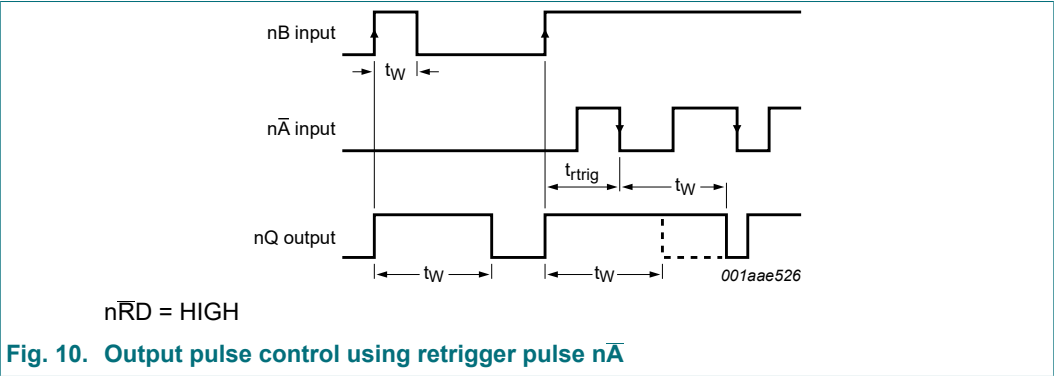 nB input
tW
nA̅ input
trtrig
tW
nQ output
tW
tW
001aae526
nR̅D = HIGH
Fig. 10. Output pulse control using retrigger pulse nA̅